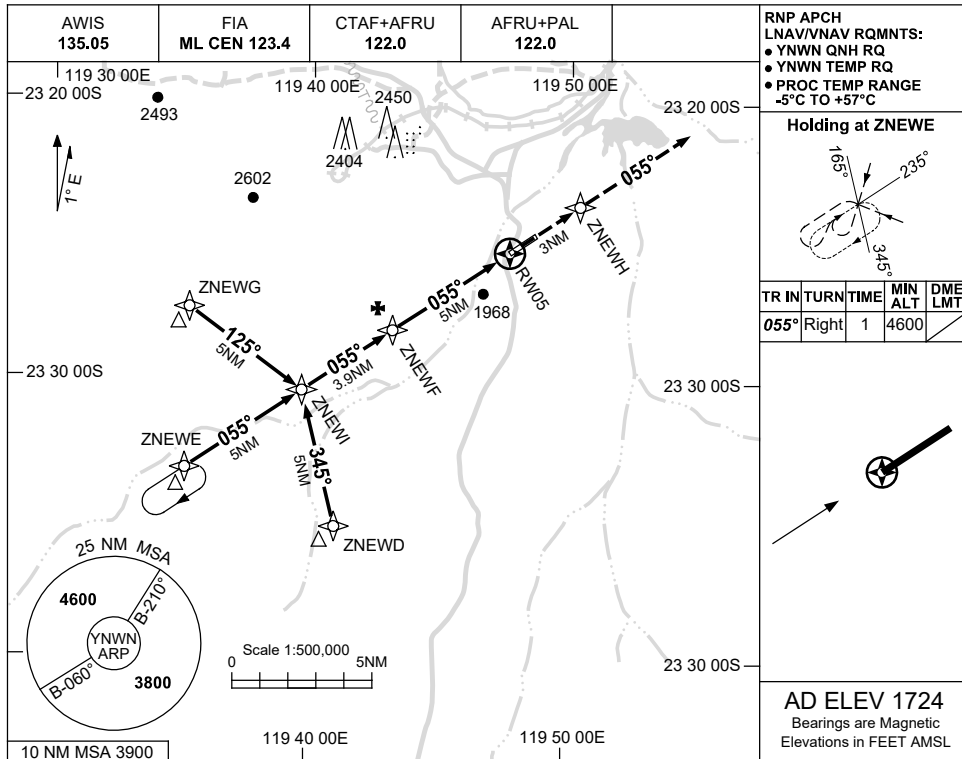 AWIS
135.05
FIA
ML CEN 123.4
CTAF+AFRU
122.0
AFRU+PAL
122.0
RNP APCH
LNAV/VNAV RQMNTS:
● YNWN QNH RQ
● YNWN TEMP RQ
● PROC TEMP RANGE
-5°C TO +57°C
119 30 00E
119 40 00E
119 50 00E
23 20 00S
23 20 00S
2493
2450
2404
2602
1° E
055°
3NM
ZNEWH
RW05
055°
5NM
1968
ZNEWG
125°
5NM
055°
3.9NM
ZNEWF
23 30 00S
23 30 00S
ZNEWI
ZNEWE
055°
5NM
345°
5NM
ZNEWD
Holding at ZNEWE
165°
235°
345°
TR IN TURN TIME MIN ALT DME LMT
055° Right 1 4600
25 NM MSA
4600
B-210°
YNWN
ARP
B-060°
3800
Scale 1:500,000
0 5NM
23 30 00S
10 NM MSA 3900
119 40 00E
119 50 00E
AD ELEV 1724
Bearings are Magnetic
Elevations in FEET AMSL